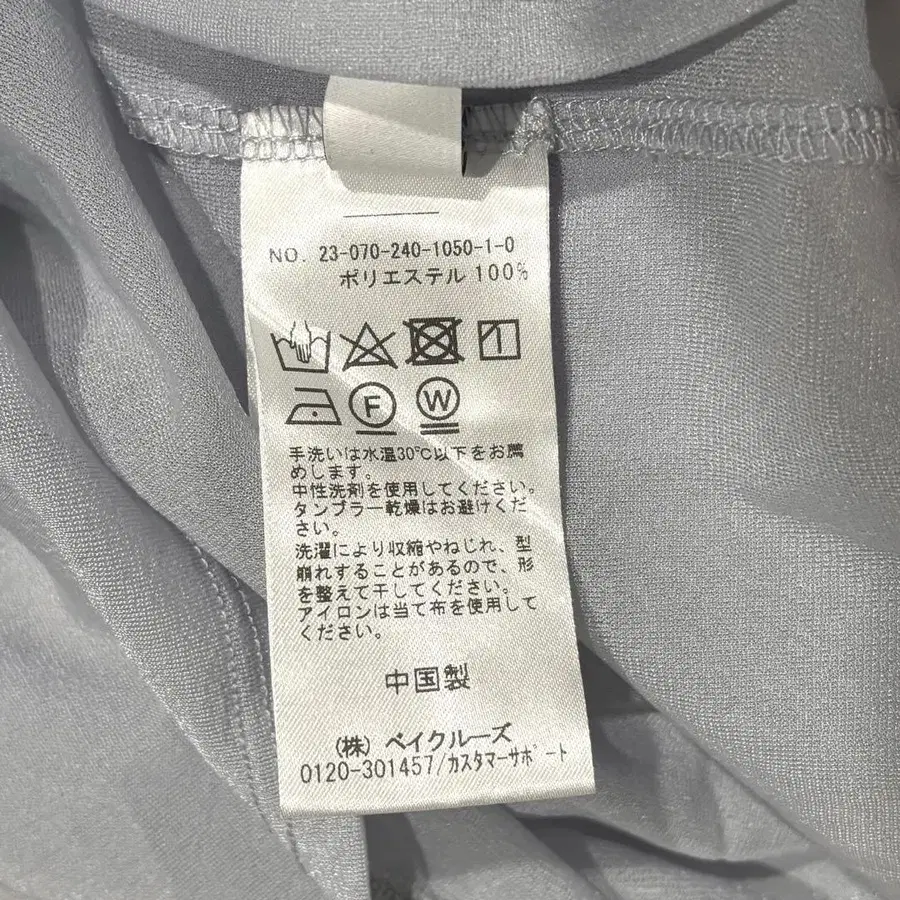 NO. 23-070-240-1050-1-0
ポリエステル 100%
F W
手洗いは水温30℃以下をお薦
めします。
中性洗剤を使用してください。
タンブラー乾燥はお避けくだ
さい。
洗濯により収縮やねじれ、型
崩れすることがあるので、形
を整えて干してください。
アイロンは当て布を使用して
ください。
中国製
(株) ベイクルーズ
0120-301457/カスタマーサポート